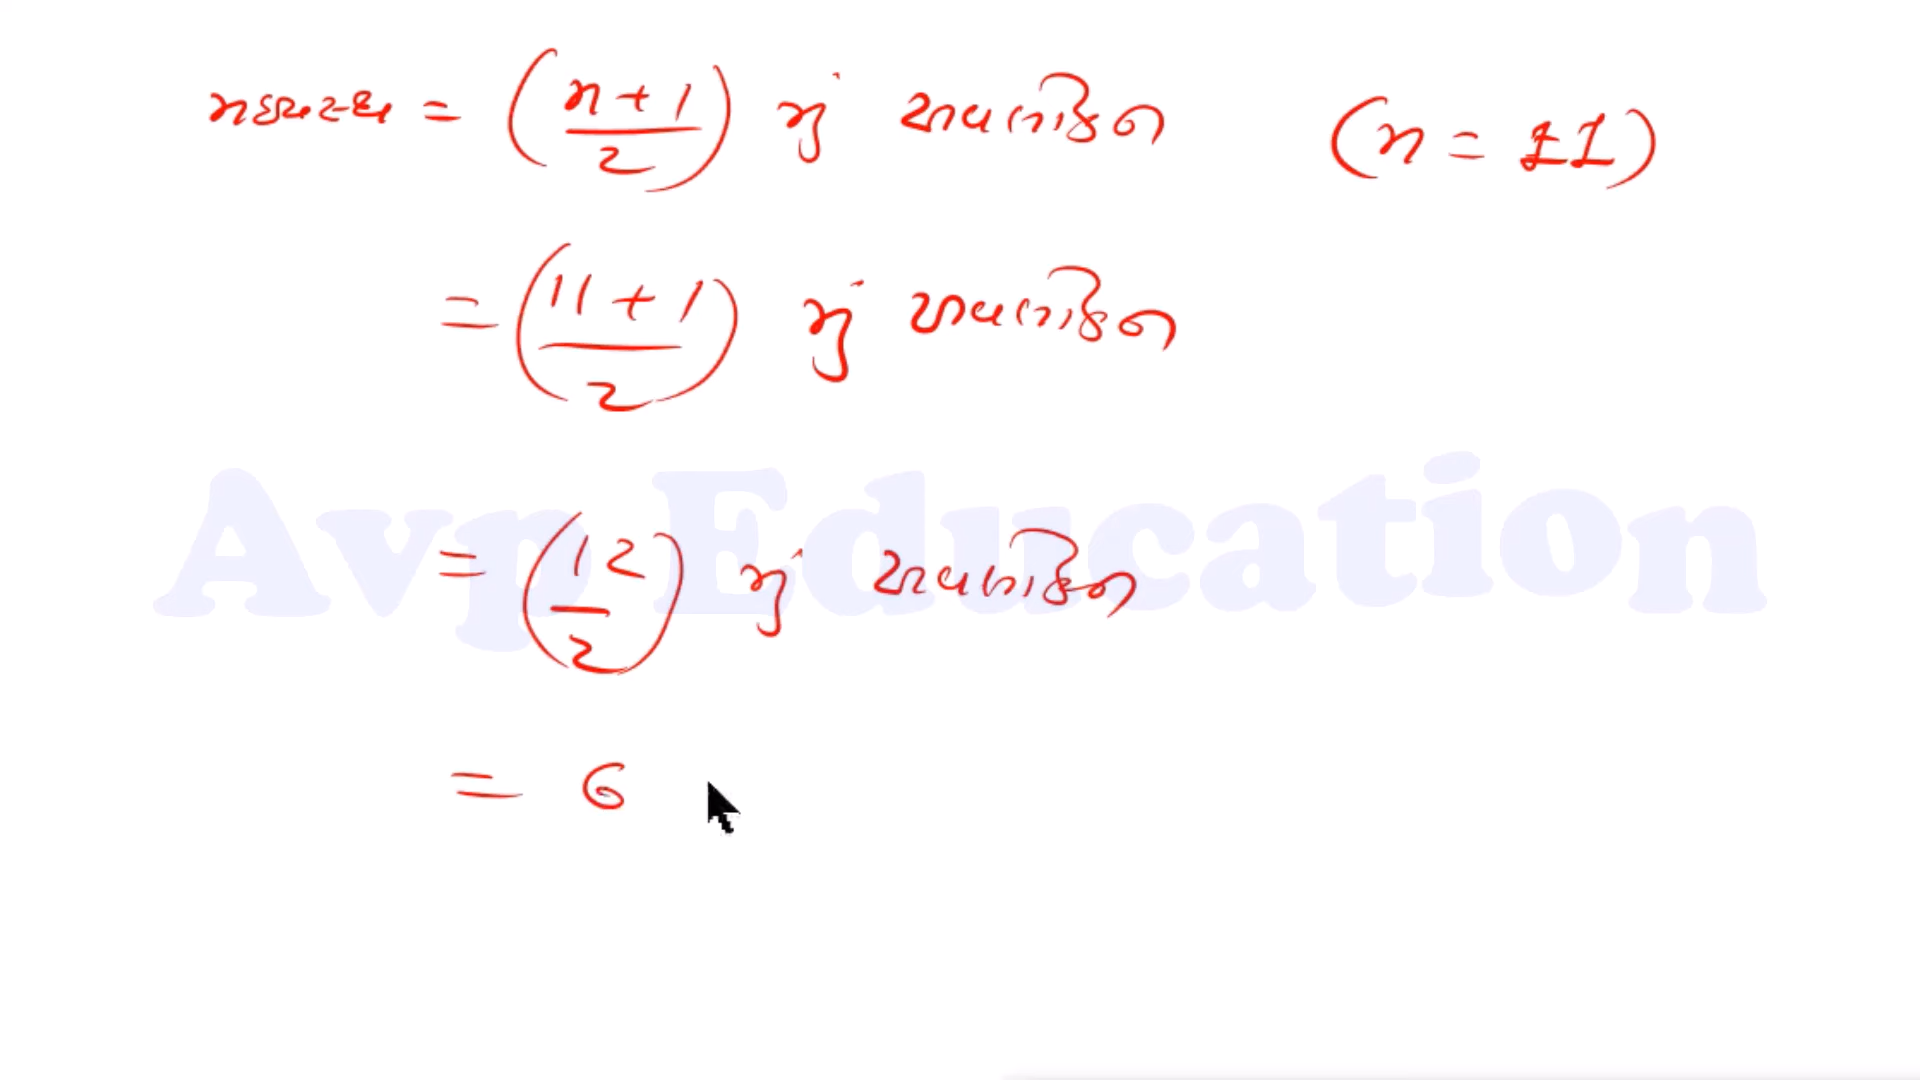 મધ્યસ્થ = (n+1/2) મું અવલોકન (n = 11)
= (11+1/2) મું અવલોકન
Avp Education
= (12/2) મું અવલોકન
= 6